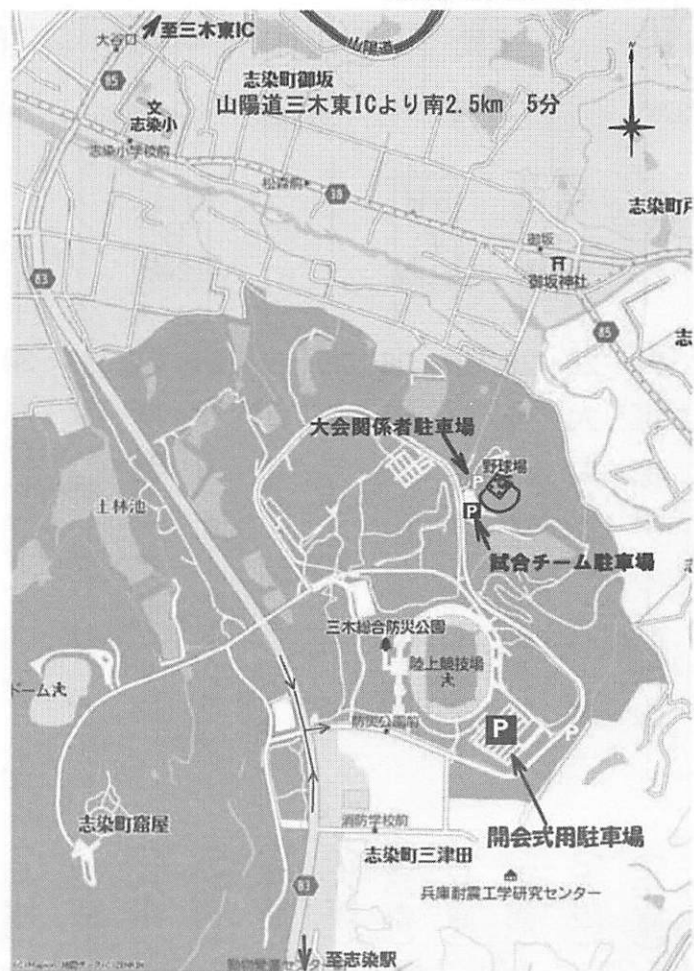 至三木東IC
大谷口
山陽道
85
志染町御坂
山陽道三木東ICより南2.5km 5分
文
志染小
志染小学校前
松森前
38
志染町戸
御坂
御坂神社
83
85
志
大会関係者駐車場
野球場
P
P
試合チーム駐車場
三木総合防災公園
陸上競技場
ドーム
防災公園前
P
P
志染町窟屋
消防学校前
開会式用駐車場
志染町三津田
兵庫耐震工学研究センター
83
至志染駅